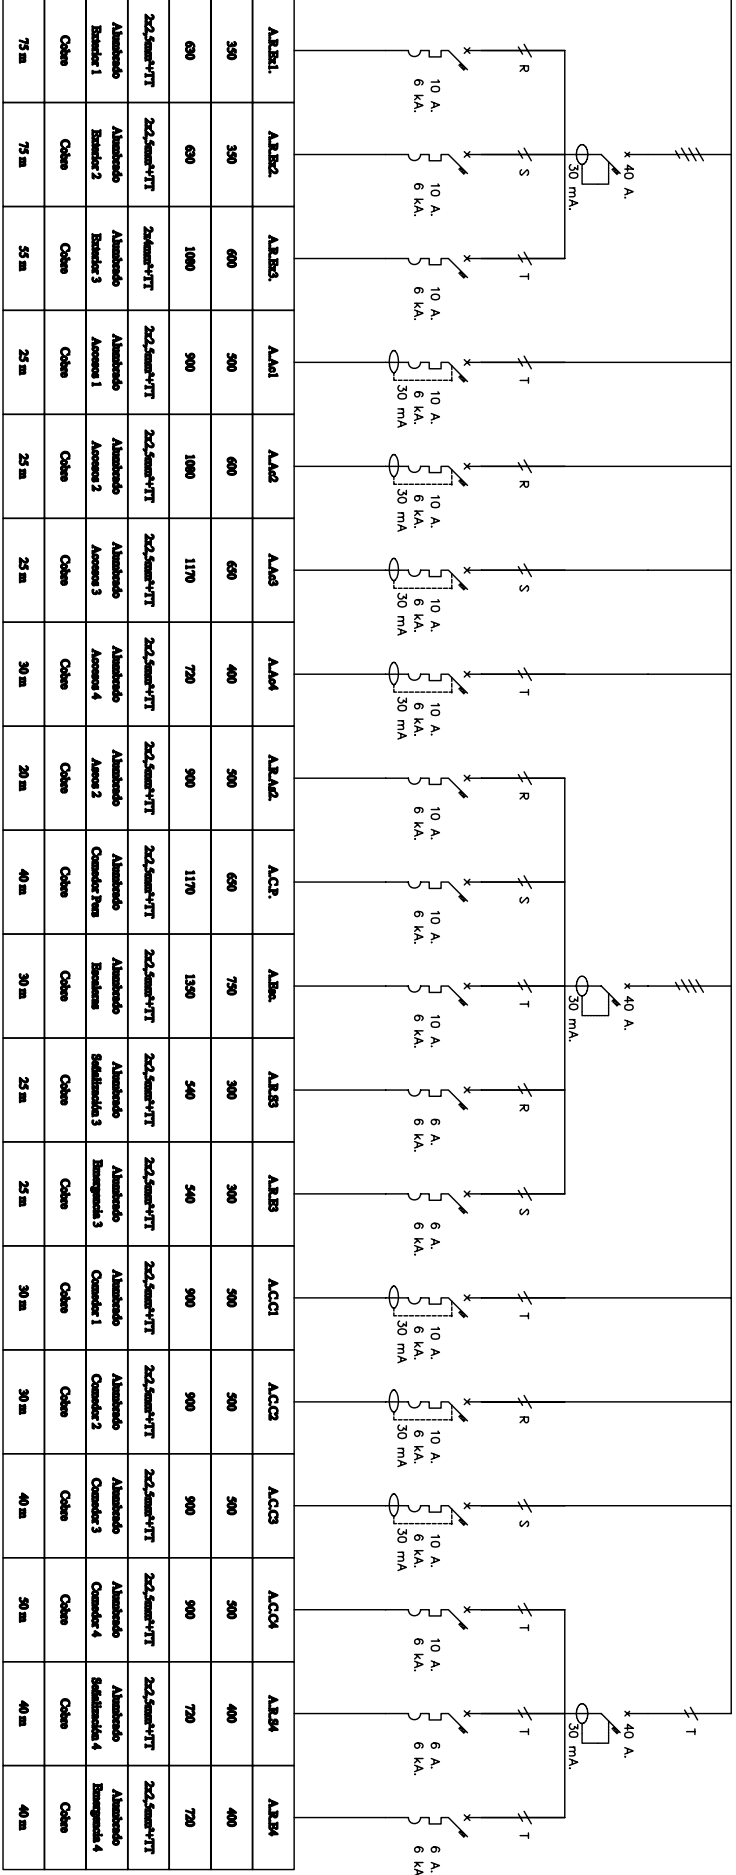 40 A.
30 mA.
40 A.
30 mA.
T
40 A.
30 mA.
R
10 A.
6 kA.
S
10 A.
6 kA.
T
10 A.
6 kA.
T
10 A.
6 kA.
30 mA
R
10 A.
6 kA.
30 mA
S
10 A.
6 kA.
30 mA
T
10 A.
6 kA.
30 mA
R
10 A.
6 kA.
S
10 A.
6 kA.
T
10 A.
6 kA.
R
6 A.
6 kA.
S
6 A.
6 kA.
T
10 A.
6 kA.
30 mA
R
10 A.
6 kA.
30 mA
S
10 A.
6 kA.
30 mA
T
10 A.
6 kA.
T
6 A.
6 kA.
T
6 A.
6 kA
A.R.Ex1.
350
630
2x2,5mm²+TT
Alumbrado
Exterior 1
Cobre
75 m
A.R.Ex2.
350
630
2x2,5mm²+TT
Alumbrado
Exterior 2
Cobre
75 m
A.R.Ex3.
600
1080
2x4mm²+TT
Alumbrado
Exterior 3
Cobre
55 m
A.Ac1
500
900
2x2,5mm²+TT
Alumbrado
Accesos 1
Cobre
25 m
A.Ac2
600
1080
2x2,5mm²+TT
Alumbrado
Accesos 2
Cobre
25 m
A.Ac3
650
1170
2x2,5mm²+TT
Alumbrado
Accesos 3
Cobre
25 m
A.Ac4
400
720
2x2,5mm²+TT
Alumbrado
Accesos 4
Cobre
30 m
A.R.As2.
500
900
2x2,5mm²+TT
Alumbrado
Aseos 2
Cobre
20 m
A.C.P.
650
1170
2x2,5mm²+TT
Alumbrado
Comedor Pers
Cobre
40 m
A.Esc.
750
1350
2x2,5mm²+TT
Alumbrado
Escaleras
Cobre
30 m
A.R.S3
300
540
2x2,5mm²+TT
Alumbrado
Señalización 3
Cobre
25 m
A.R.E3
300
540
2x2,5mm²+TT
Alumbrado
Emergencia 3
Cobre
25 m
A.C.C1
500
900
2x2,5mm²+TT
Alumbrado
Comedor 1
Cobre
30 m
A.C.C2
500
900
2x2,5mm²+TT
Alumbrado
Comedor 2
Cobre
30 m
A.C.C3
500
900
2x2,5mm²+TT
Alumbrado
Comedor 3
Cobre
40 m
A.C.C4
500
900
2x2,5mm²+TT
Alumbrado
Comedor 4
Cobre
50 m
A.R.S4
400
720
2x2,5mm²+TT
Alumbrado
Señalización 4
Cobre
40 m
A.R.E4
400
720
2x2,5mm²+TT
Alumbrado
Emergencia 4
Cobre
40 m